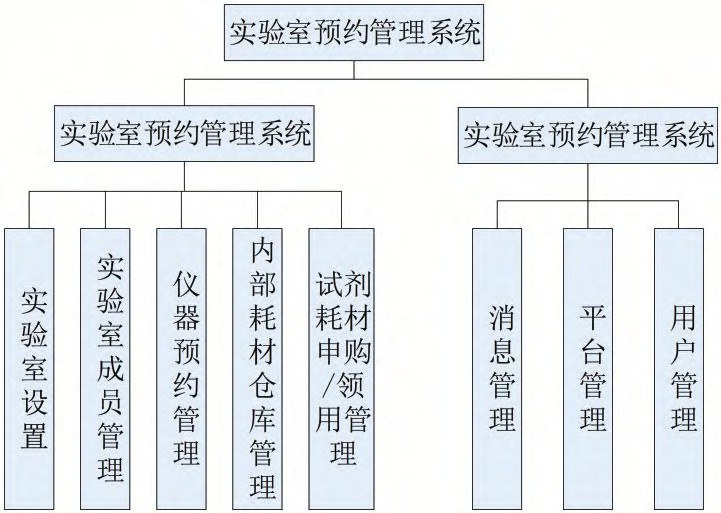 实验室预约管理系统
实验室预约管理系统
实验室预约管理系统
实验室设置
实验室成员管理
仪器预约管理
内部耗材仓库管理
试剂
耗材
申购
/领
用管
理
消息管理
平台管理
用户管理